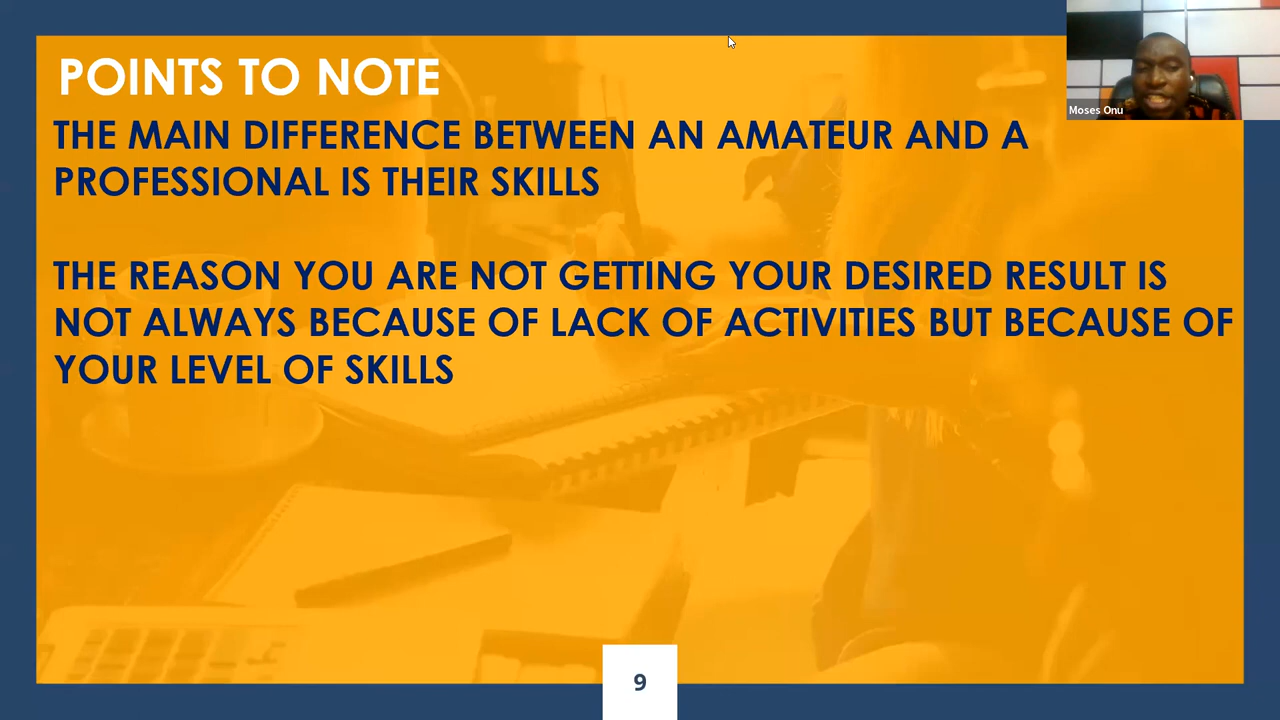 POINTS TO NOTE
THE MAIN DIFFERENCE BETWEEN AN AMATEUR AND A
PROFESSIONAL IS THEIR SKILLS
THE REASON YOU ARE NOT GETTING YOUR DESIRED RESULT IS
NOT ALWAYS BECAUSE OF LACK OF ACTIVITIES BUT BECAUSE OF
YOUR LEVEL OF SKILLS
Moses Onu
9